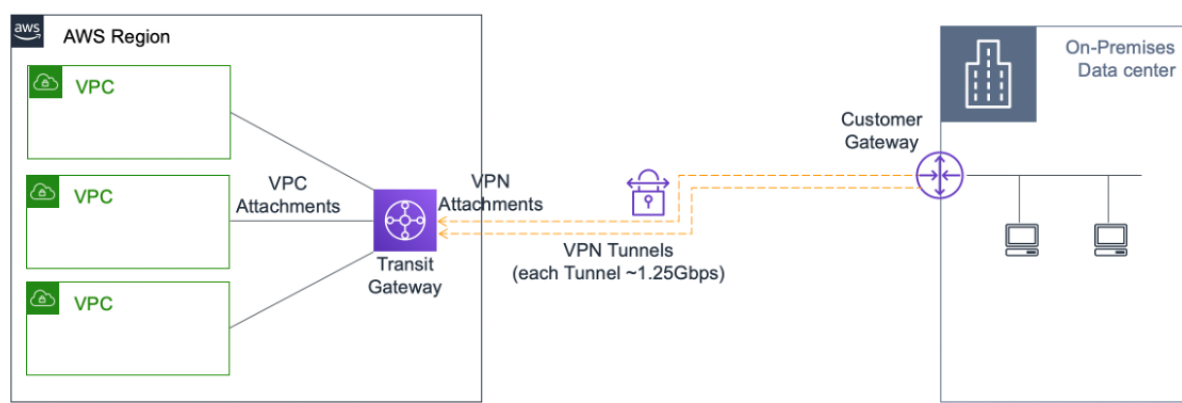 aws
AWS Region
VPC
VPC
VPC
VPC
Attachments
Transit
Gateway
VPN
Attachments
VPN Tunnels
(each Tunnel ~1.25Gbps)
Customer
Gateway
On-Premises
Data center